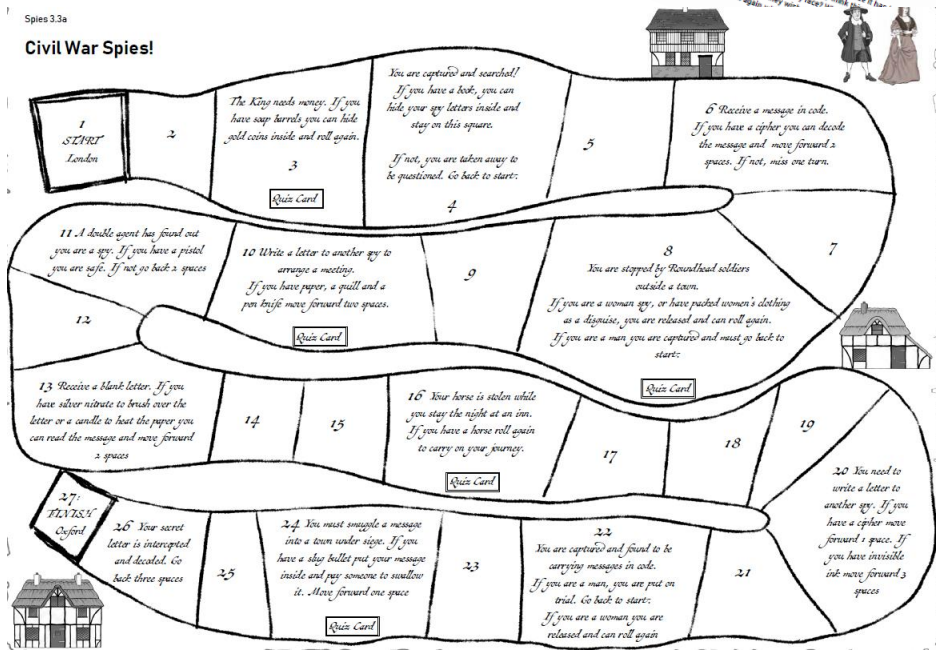 Spies 3.3a
Civil War Spies!
1
START
London
2
The King needs money. If you
have soap barrels you can hide
gold coins inside and roll again.
3
Quiz Card
You are captured and searched!
If you have a book, you can
hide your spy letters inside and
stay on this square.
If not, you are taken away to
be questioned. Go back to start.
4
5
6 Receive a message in code.
If you have a cipher you can decode
the message and move forward 2
spaces. If not, miss one turn.
7
8
You are stopped by Roundhead soldiers
outside a town.
If you are a woman spy, or have packed women's clothing
as a disguise, you are released and can roll again.
If you are a man you are captured and must go back to
start.
Quiz Card
9
10 Write a letter to another spy to
arrange a meeting.
If you have paper, a quill and a
pen knife move forward two spaces.
Quiz Card
11 A double agent has found out
you are a spy. If you have a pistol
you are safe. If not go back 2 spaces
12
13 Receive a blank letter. If you
have silver nitrate to brush over the
letter or a candle to heat the paper you
can read the message and move forward
2 spaces
14
15
16 Your horse is stolen while
you stay the night at an inn.
If you have a horse roll again
to carry on your journey.
Quiz Card
17
18
19
20 You need to
write a letter to
another spy. If you
have a cipher move
forward 1 space. If
you have invisible
ink move forward 3
spaces
21
22
You are captured and found to be
carrying messages in code.
If you are a man, you are put on
trial. Go back to start.
If you are a woman you are
released and can roll again
23
24 You must smuggle a message
into a town under siege. If you
have a slug bullet put your message
inside and pay someone to swallow
it. Move forward one space
Quiz Card
25
26 Your secret
letter is intercepted
and decoded. Go
back three spaces
27:
FINISH
Oxford